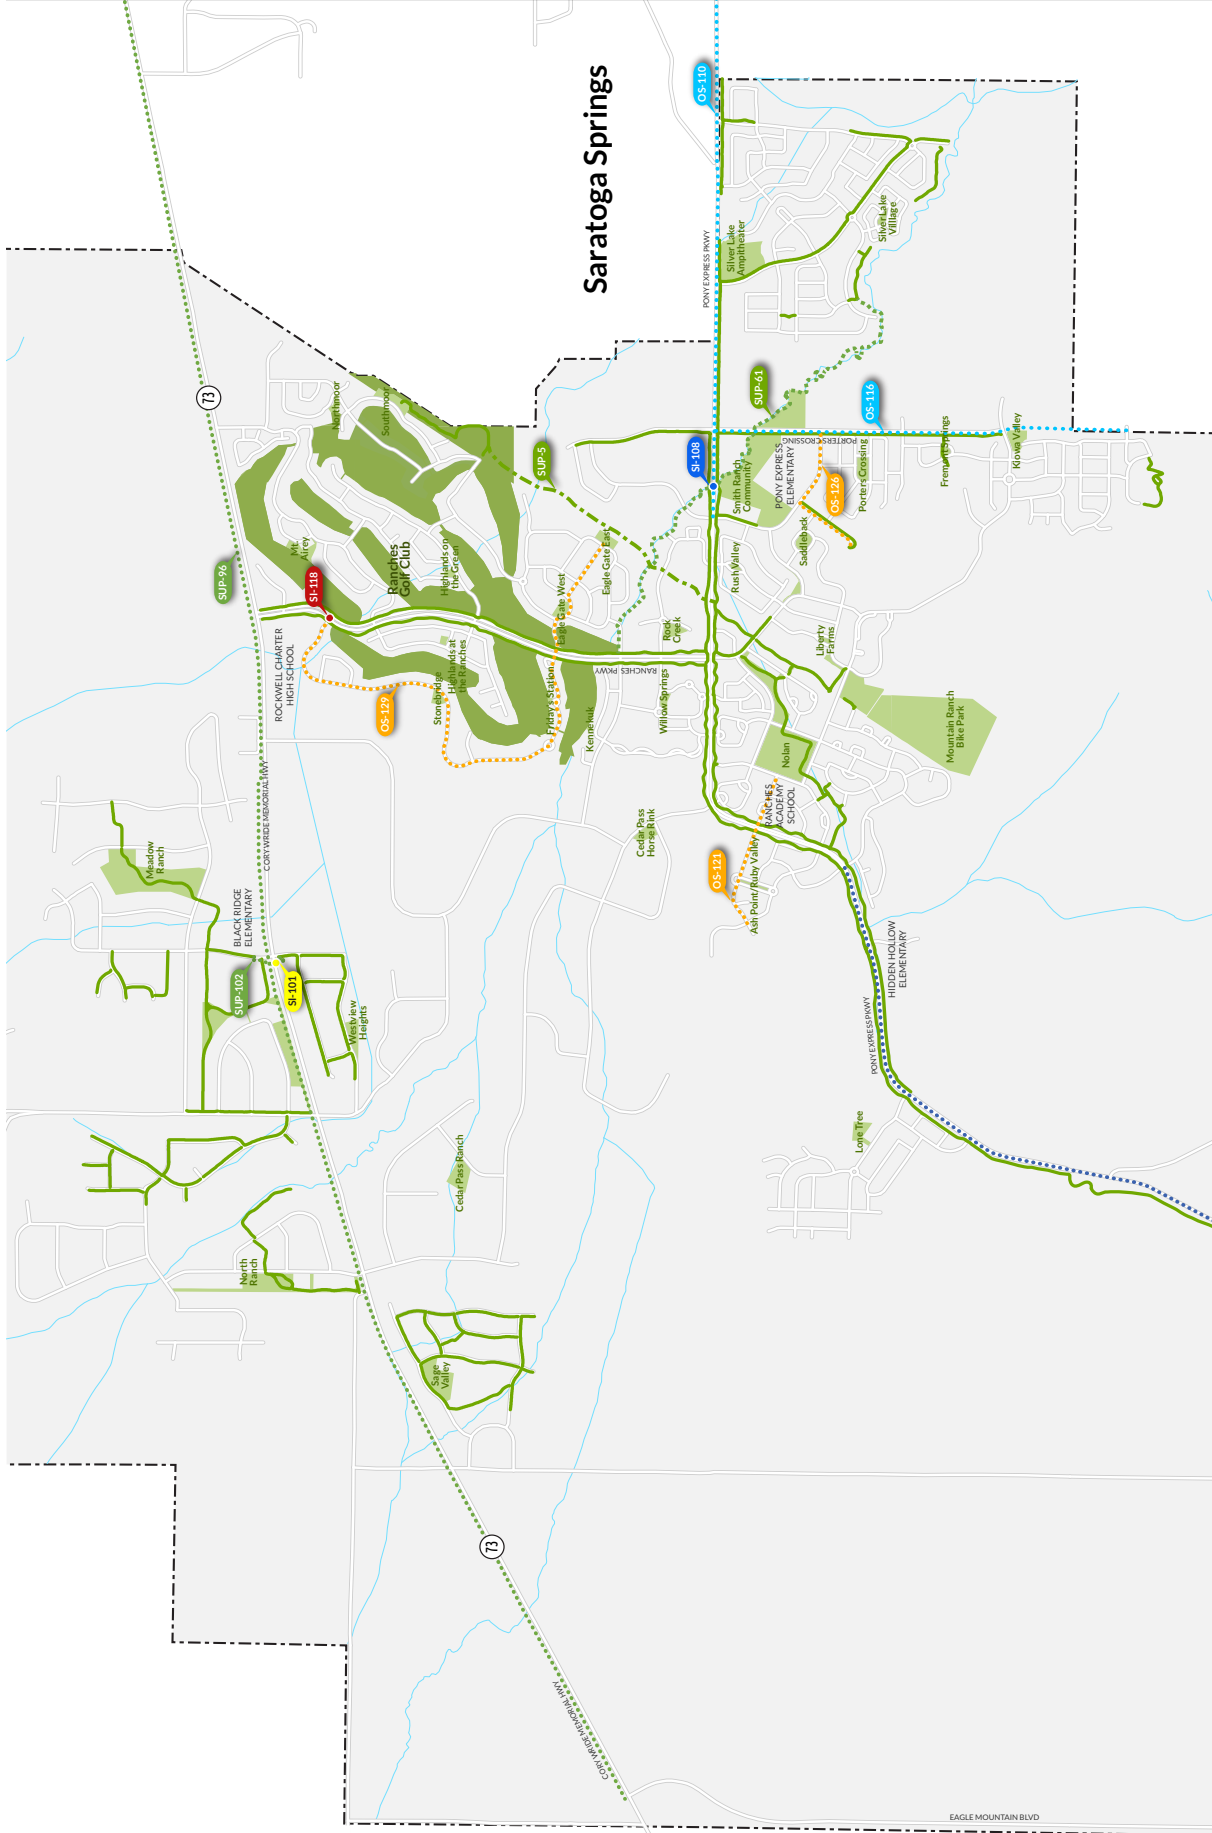 Saratoga Springs
OS-110
Silver Lake
Villlage
Silver Lake
Ampitheater
PONY EXPRESS PKWY
73
Northmoor
Southmoor
SUP-61
OS-116
PORTERS CROSSING
Fremont Springs
Kiowa Valley
SUP-5
SI-108
Smith Ranch
Community
PONY EXPRESS
ELEMENTARY
OS-126
Porters Crossing
Saddleback
SUP-96
SI-118
Mt.
Airey
Ranches
Golf Club
Highlands on
the Green
Eagle Gate East
Eagle Gate West
Rush Valley
Rock
Creek
Liberty
Farms
ROCKWELL CHARTER
HIGH SCHOOL
OS-129
Stonebridge
Highlands at
the Ranches
Friday's Station
Kennekuk
RANCHES PKWY
Willow Springs
Nolan
Mountain Ranch
Bike Park
Meadow
Ranch
CORY WRIDE MEMORIAL HWY
Cedar Pass
Horse Rink
RANCHES
ACADEMY
SCHOOL
OS-121
Ash Point/Ruby Valley
BLACK RIDGE
ELEMENTARY
SUP-102
SI-101
Westview
Heights
HIDDEN HOLLOW
ELEMENTARY
PONY EXPRESS PKWY
Lone Tree
Cedar Pass Ranch
North
Ranch
Sage
Valley
73
CORY WRIDE MEMORIAL HWY
EAGLE MOUNTAIN BLVD